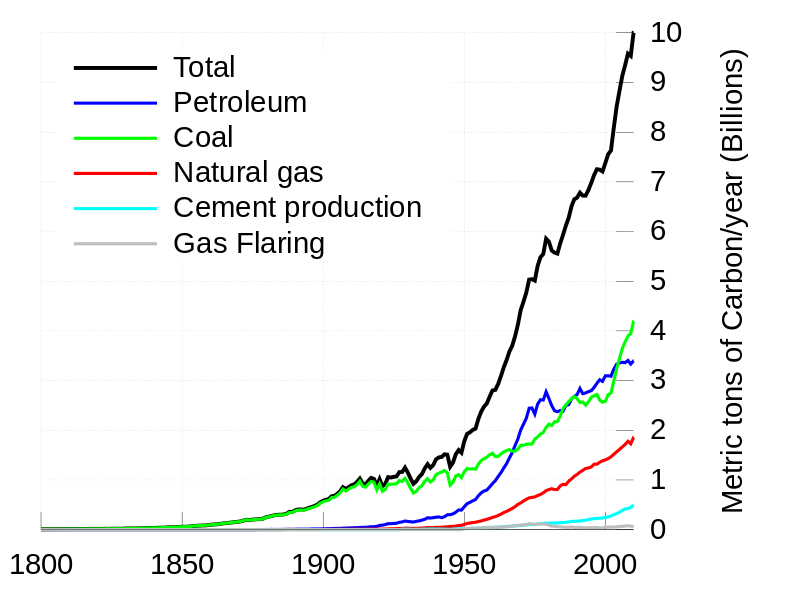 Total
Petroleum
Coal
Natural gas
Cement production
Gas Flaring
10
9
8
7
6
5
4
3
2
1
0
Metric tons of Carbon/year (Billions)
1800
1850
1900
1950
2000